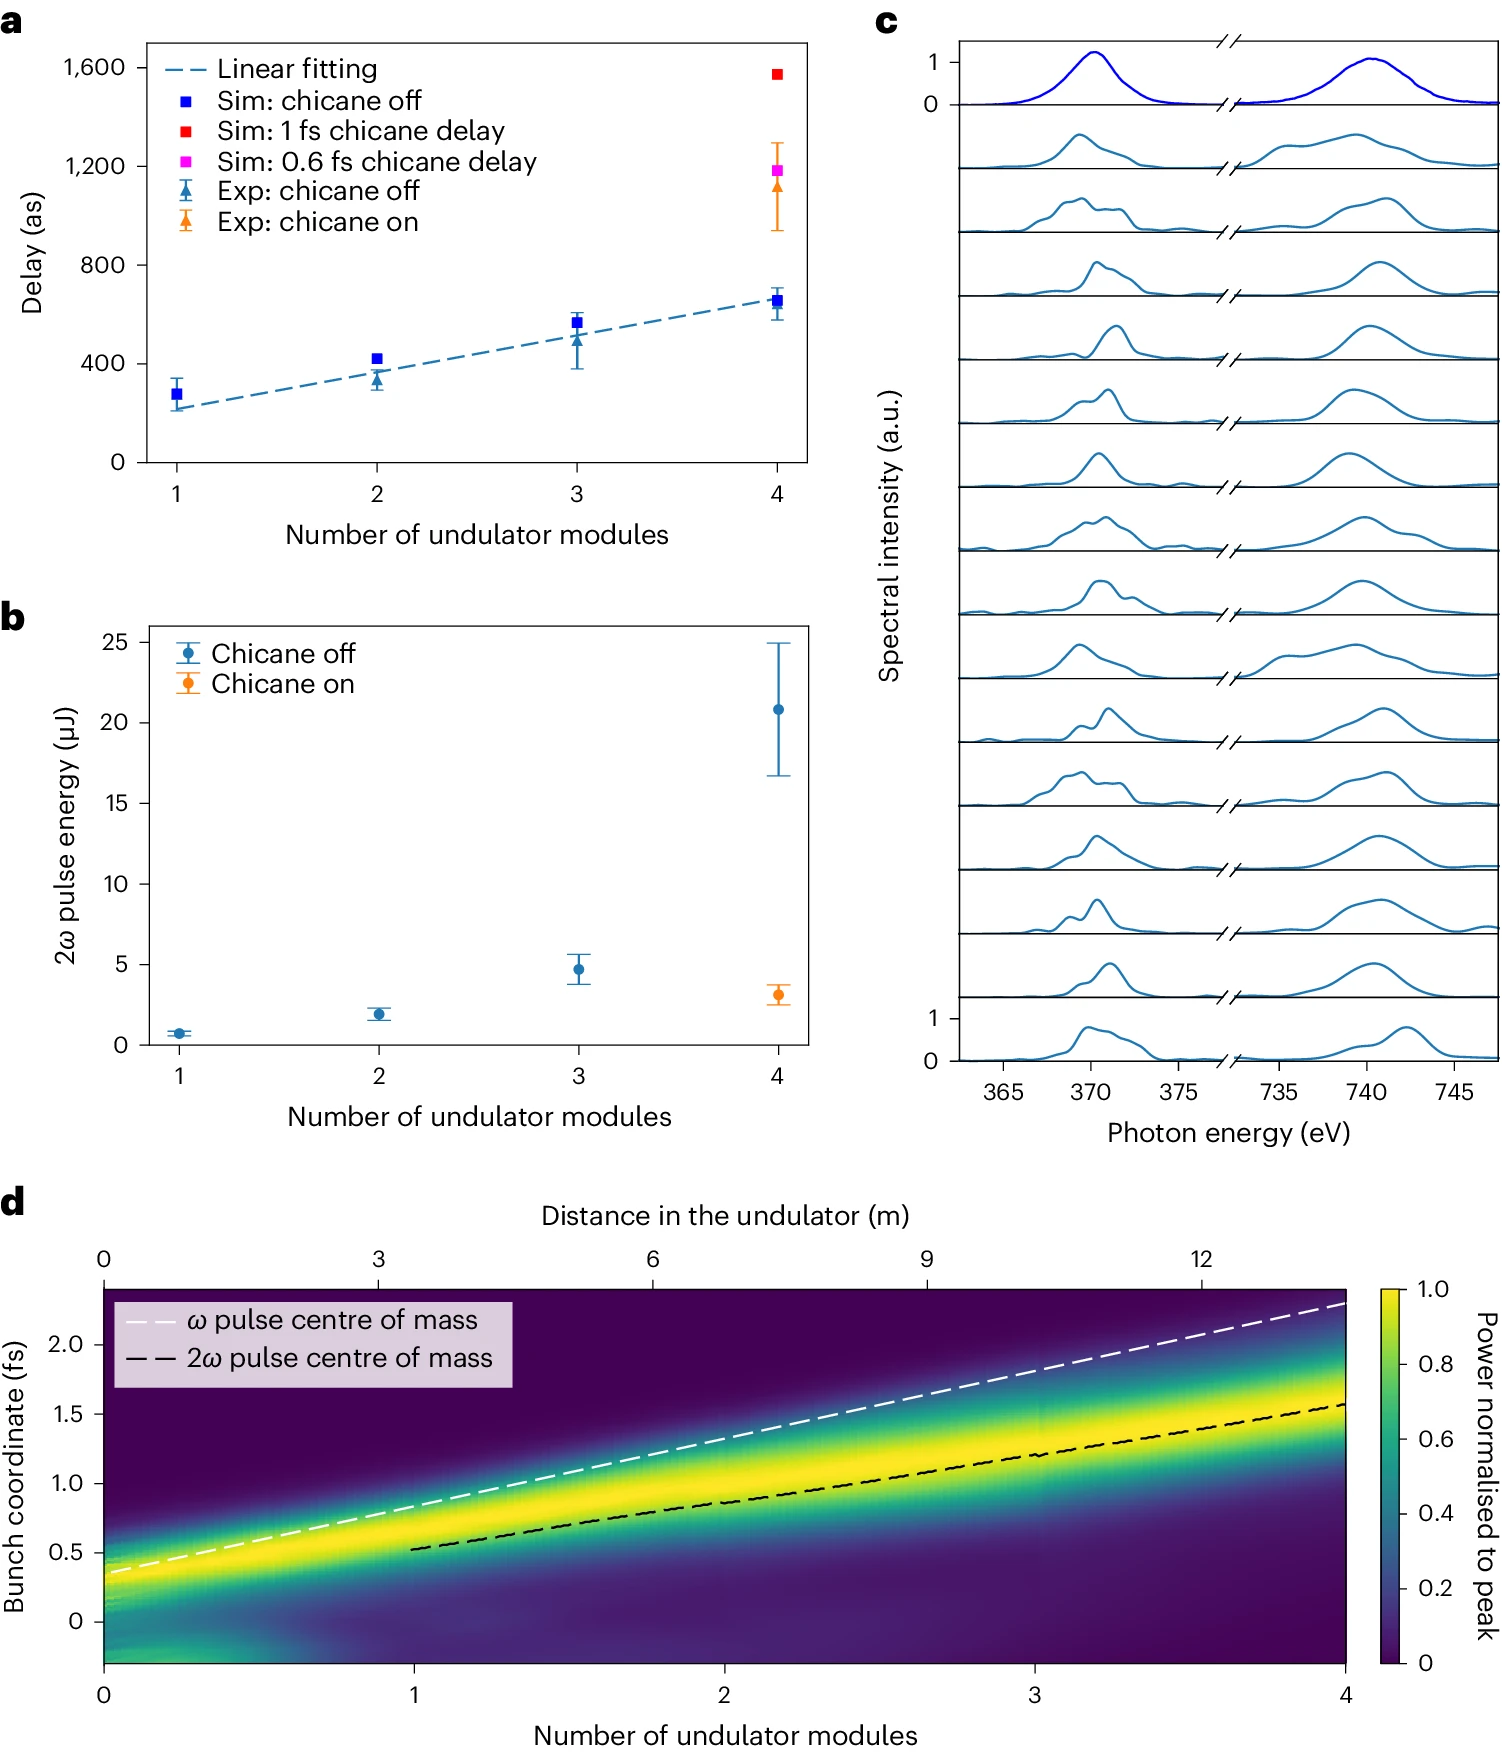 a
1,600
1,200
800
400
0
Delay (as)
Linear fitting
Sim: chicane off
Sim: 1 fs chicane delay
Sim: 0.6 fs chicane delay
Exp: chicane off
Exp: chicane on
1 2 3 4
Number of undulator modules
b
25
20
15
10
5
0
2ω pulse energy (μJ)
Chicane off
Chicane on
1 2 3 4
Number of undulator modules
c
1
0
Spectral intensity (a.u.)
1
0
365 370 375 735 740 745
Photon energy (eV)
d
Distance in the undulator (m)
0 3 6 9 12
ω pulse centre of mass
2ω pulse centre of mass
2.0
1.5
1.0
0.5
0
Bunch coordinate (fs)
0 1 2 3 4
Number of undulator modules
1.0
0.8
0.6
0.4
0.2
0
Power normalised to peak